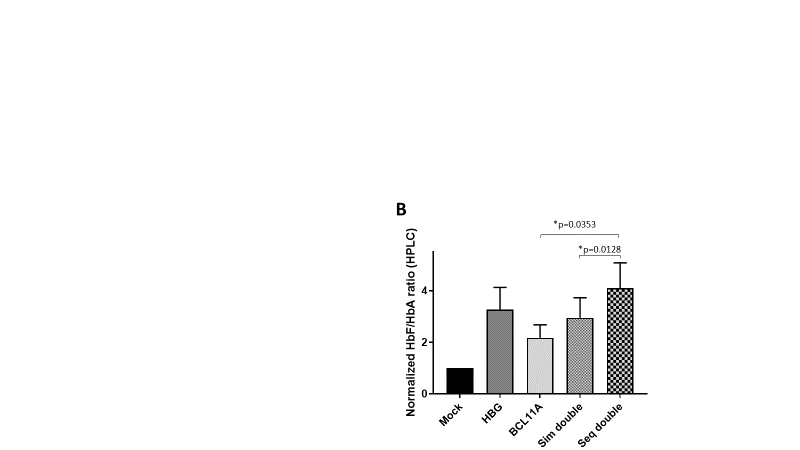 B
*p=0.0353
*p=0.0128
Normalized HbF/HbA ratio (HPLC)
4
2
0
Mock
HBG
BCL11A
Sim double
Seq double